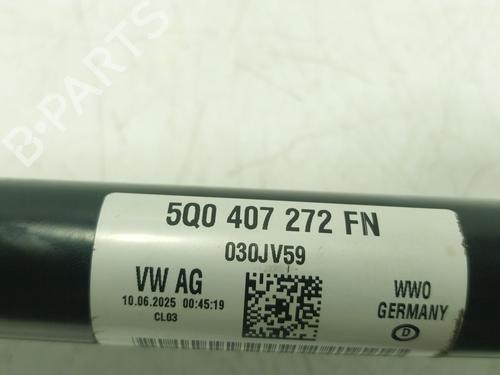 B-PARTS
5Q0 407 272 FN
030JV59
VW AG
10.06.2025 00:45:19
CL03
WWO
GERMANY
D